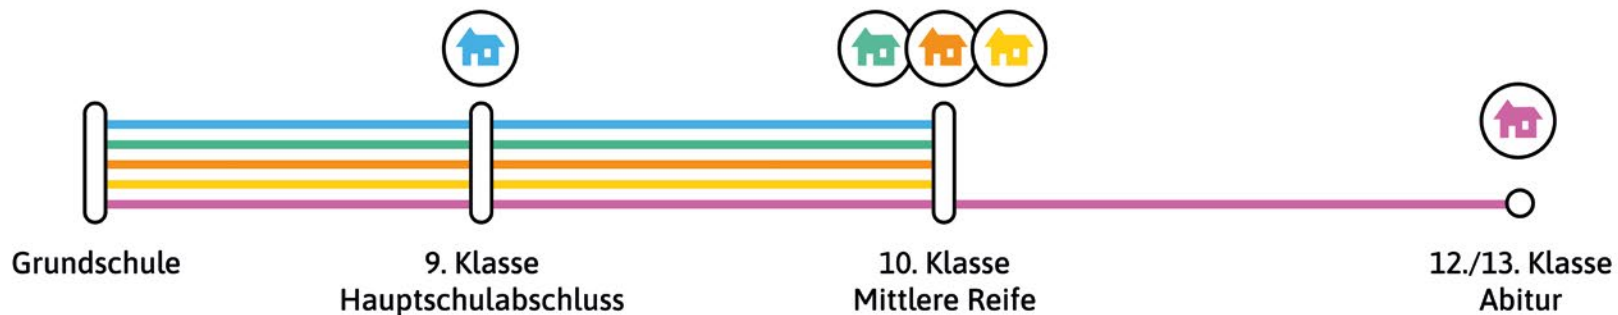 Grundschule
9. Klasse
Hauptschulabschluss
10. Klasse
Mittlere Reife
12./13. Klasse
Abitur